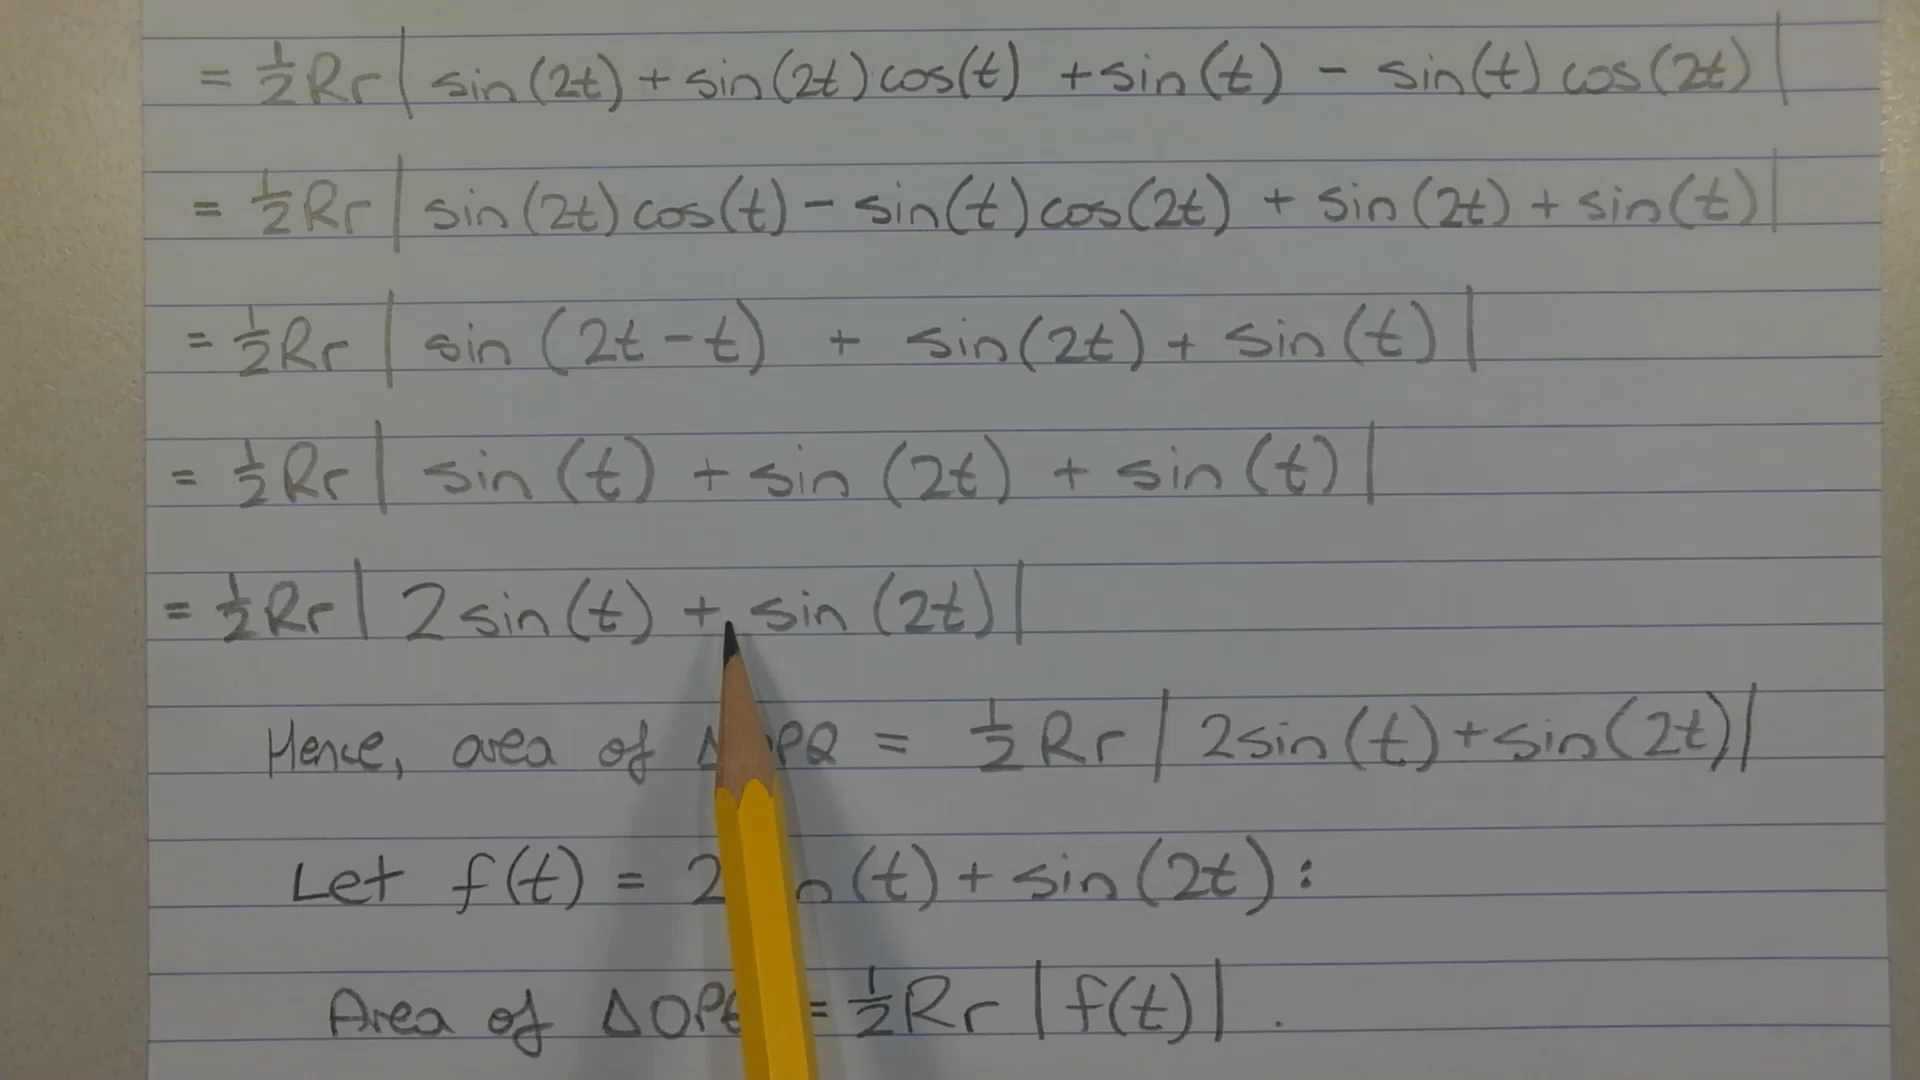 = ½Rr| sin(2t) + sin(2t)cos(t) + sin(t) - sin(t)cos(2t)|
= ½Rr| sin(2t)cos(t) - sin(t)cos(2t) + sin(2t) + sin(t)|
= ½Rr| sin(2t-t) + sin(2t) + sin(t)|
= ½Rr| sin(t) + sin(2t) + sin(t)|
= ½Rr| 2sin(t) + sin(2t)|
Hence, area of PQ = ½Rr| 2sin(t) + sin(2t)|
Let f(t) = 2 n(t) + sin(2t):
Area of ΔOP = ½Rr|f(t)|.